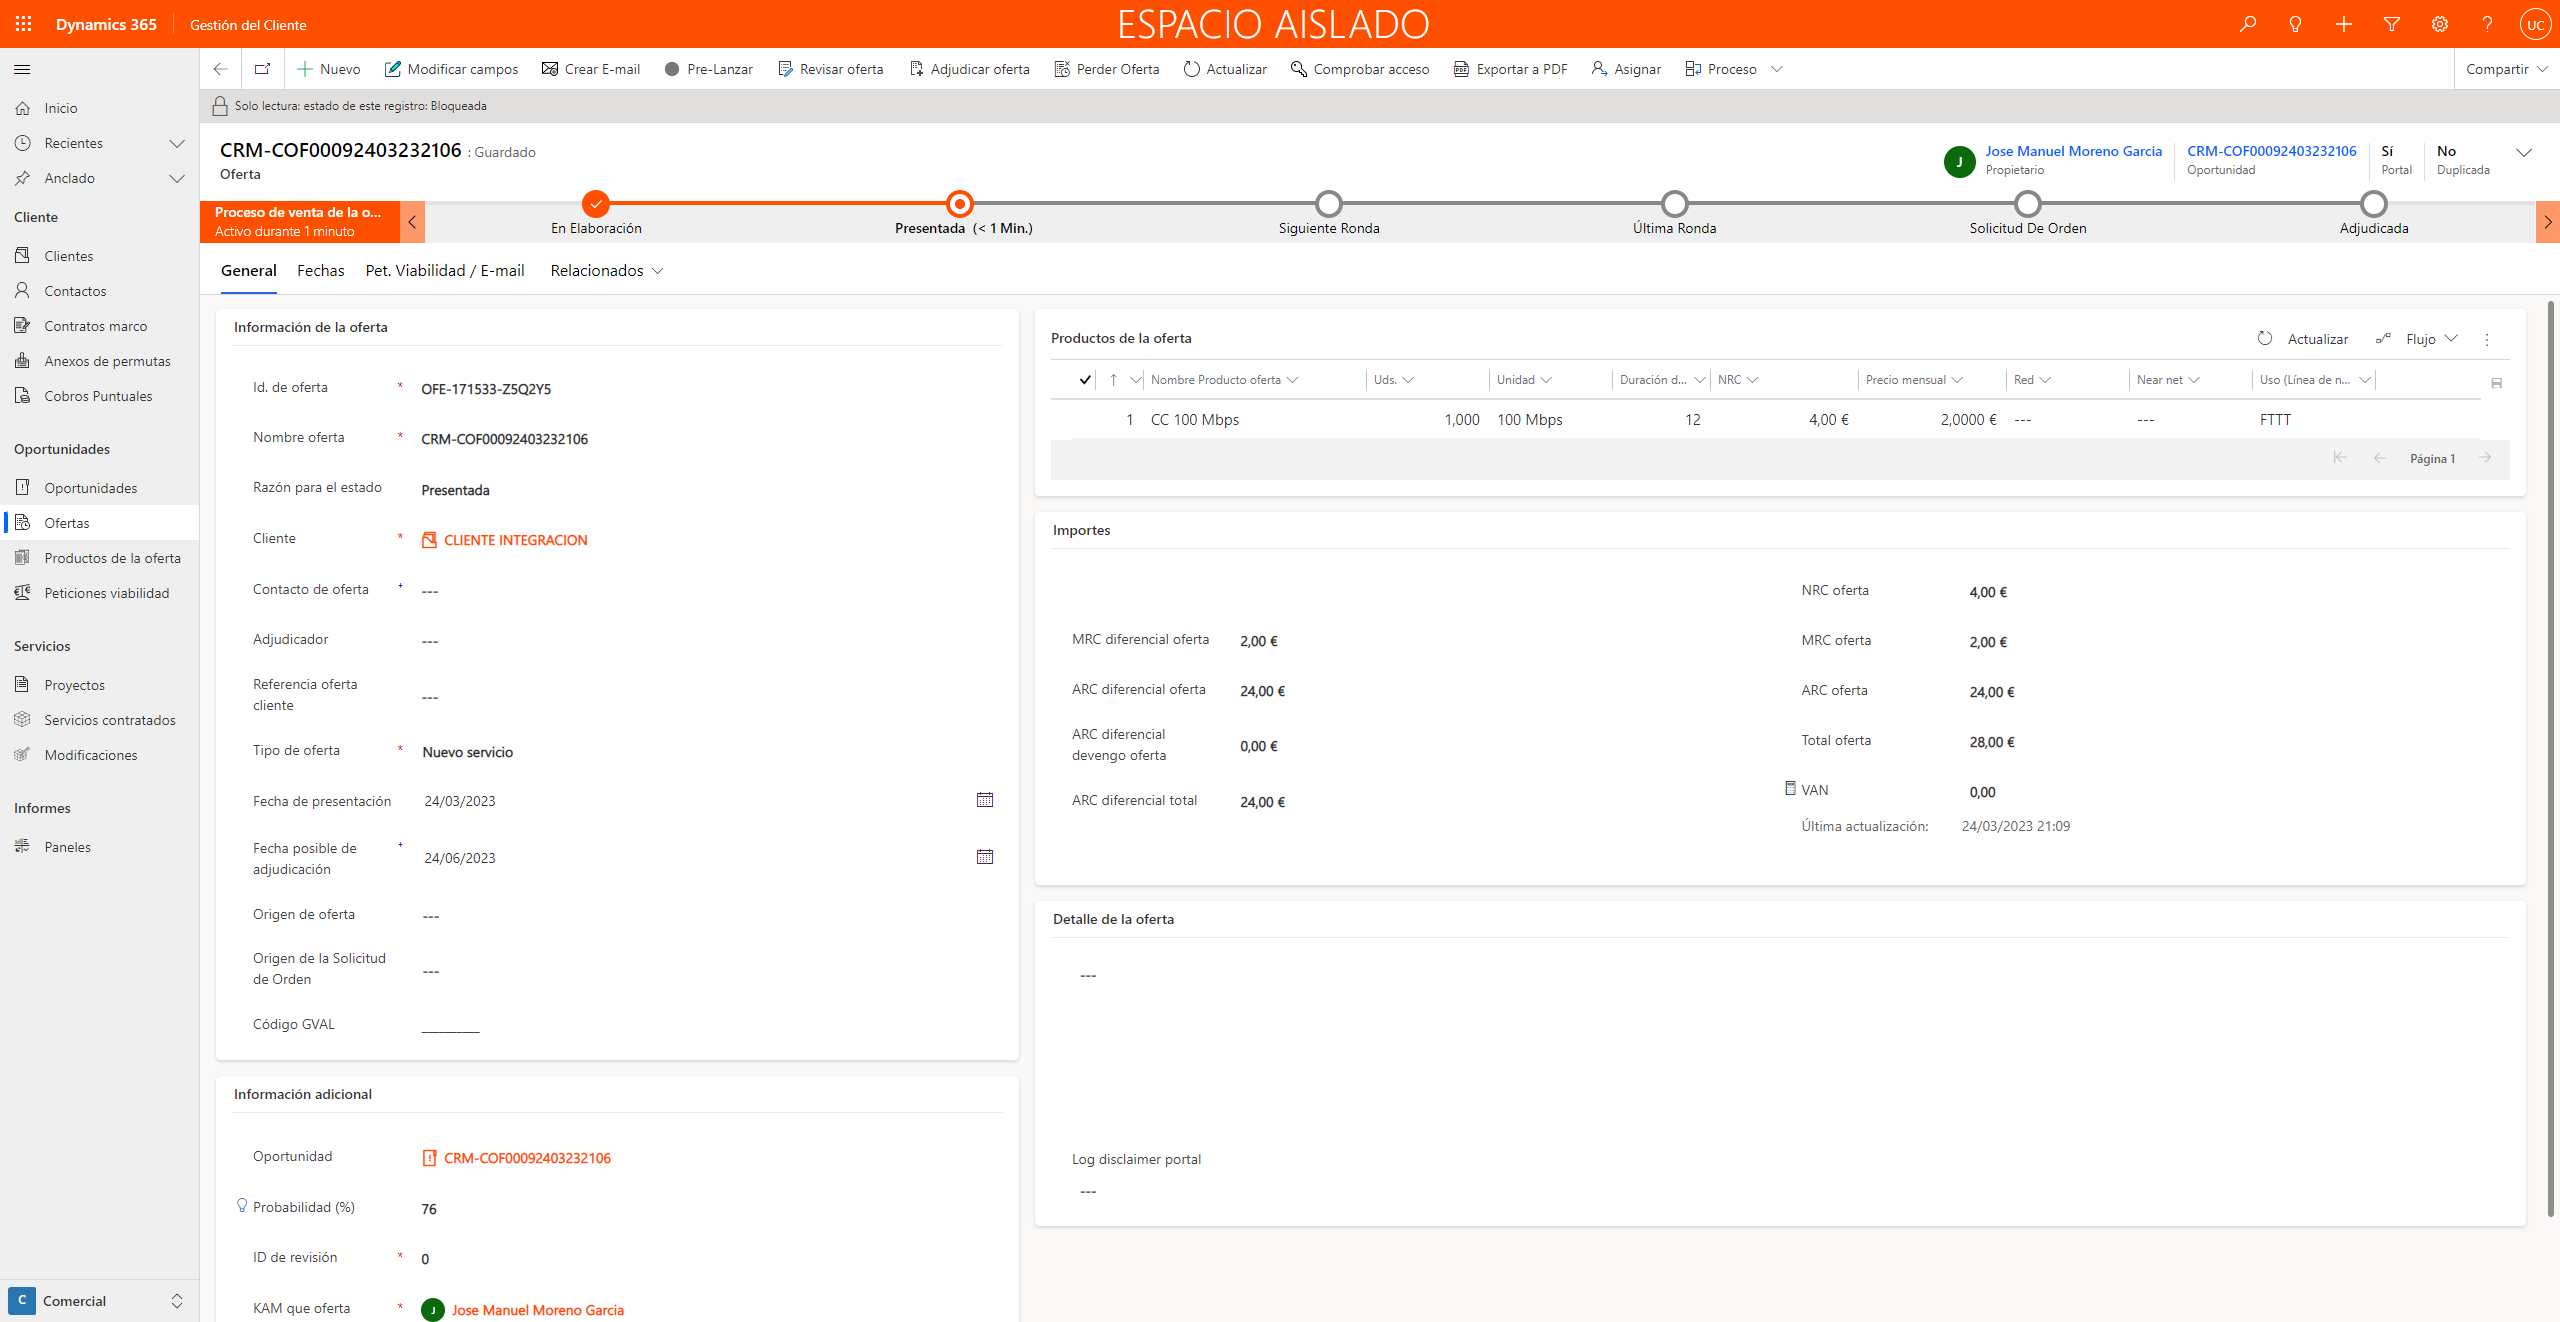 Dynamics 365
Gestión del Cliente
ESPACIO AISLADO
UC
Nuevo
Modificar campos
Crear E-mail
Pre-Lanzar
Revisar oferta
Adjudicar oferta
Perder Oferta
Actualizar
Comprobar acceso
Exportar a PDF
Asignar
Proceso
Compartir
Solo lectura: estado de este registro: Bloqueada
Inicio
Recientes
Anclado
Cliente
Clientes
Contactos
Contratos marco
Anexos de permutas
Cobros Puntuales
Oportunidades
Oportunidades
Ofertas
Productos de la oferta
Peticiones viabilidad
Servicios
Proyectos
Servicios contratados
Modificaciones
Informes
Paneles
C
Comercial
CRM-COF00092403232106 : Guardado
Oferta
J
Jose Manuel Moreno Garcia
Propietario
CRM-COF00092403232106
Oportunidad
Sí
Portal
No
Duplicada
Proceso de venta de la o...
Activo durante 1 minuto
En Elaboración
Presentada (< 1 Min.)
Siguiente Ronda
Última Ronda
Solicitud De Orden
Adjudicada
General
Fechas
Pet. Viabilidad / E-mail
Relacionados
Información de la oferta
Id. de oferta * OFE-171533-Z5Q2Y5
Nombre oferta * CRM-COF00092403232106
Razón para el estado Presentada
Cliente * CLIENTE INTEGRACION
Contacto de oferta + ---
Adjudicador ---
Referencia oferta
cliente ---
Tipo de oferta * Nuevo servicio
Fecha de presentación 24/03/2023
Fecha posible de
adjudicación + 24/06/2023
Origen de oferta ---
Origen de la Solicitud
de Orden ---
Código GVAL __________
Información adicional
Oportunidad CRM-COF00092403232106
Probabilidad (%) 76
ID de revisión * 0
KAM que oferta * J Jose Manuel Moreno Garcia
Productos de la oferta
Actualizar
Flujo
Nombre Producto oferta Uds. Unidad Duración d... NRC Precio mensual Red Near net Uso (Línea de n...
1 CC 100 Mbps 1,000 100 Mbps 12 4,00 € 2,0000 € --- --- FTTT
Página 1
Importes
MRC diferencial oferta 2,00 €
ARC diferencial oferta 24,00 €
ARC diferencial
devengo oferta 0,00 €
ARC diferencial total 24,00 €
NRC oferta 4,00 €
MRC oferta 2,00 €
ARC oferta 24,00 €
Total oferta 28,00 €
VAN 0,00
Última actualización: 24/03/2023 21:09
Detalle de la oferta
---
Log disclaimer portal
---